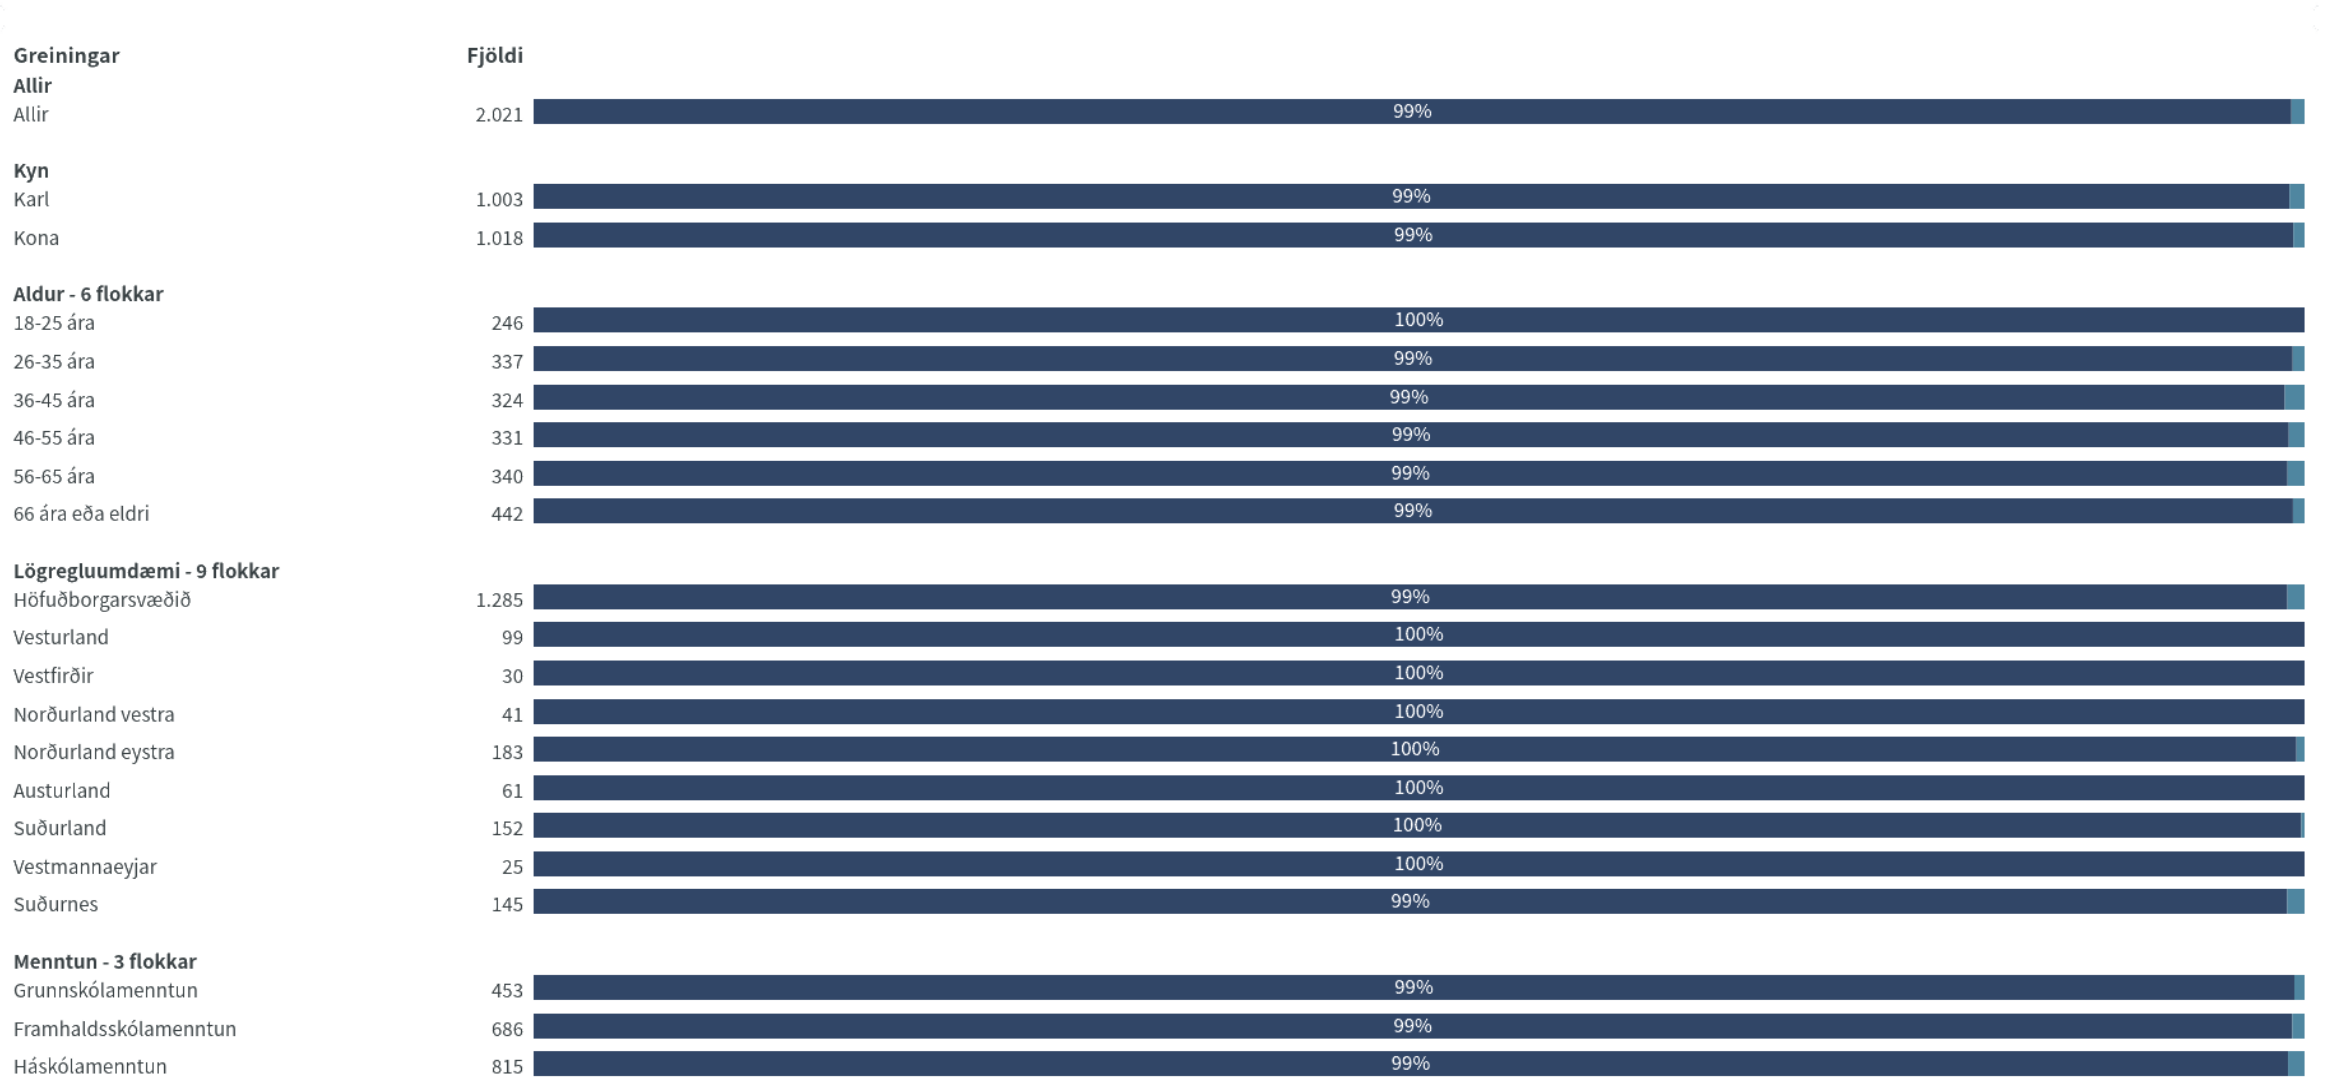 Greiningar Fjöldi
Allir
Allir 2.021 99%
Kyn
Karl 1.003 99%
Kona 1.018 99%
Aldur - 6 flokkar
18-25 ára 246 100%
26-35 ára 337 99%
36-45 ára 324 99%
46-55 ára 331 99%
56-65 ára 340 99%
66 ára eða eldri 442 99%
Lögregluumdæmi - 9 flokkar
Höfuðborgarsvæðið 1.285 99%
Vesturland 99 100%
Vestfirðir 30 100%
Norðurland vestra 41 100%
Norðurland eystra 183 100%
Austurland 61 100%
Suðurland 152 100%
Vestmannaeyjar 25 100%
Suðurnes 145 99%
Menntun - 3 flokkar
Grunnskólamenntun 453 99%
Framhaldsskólamenntun 686 99%
Háskólamenntun 815 99%